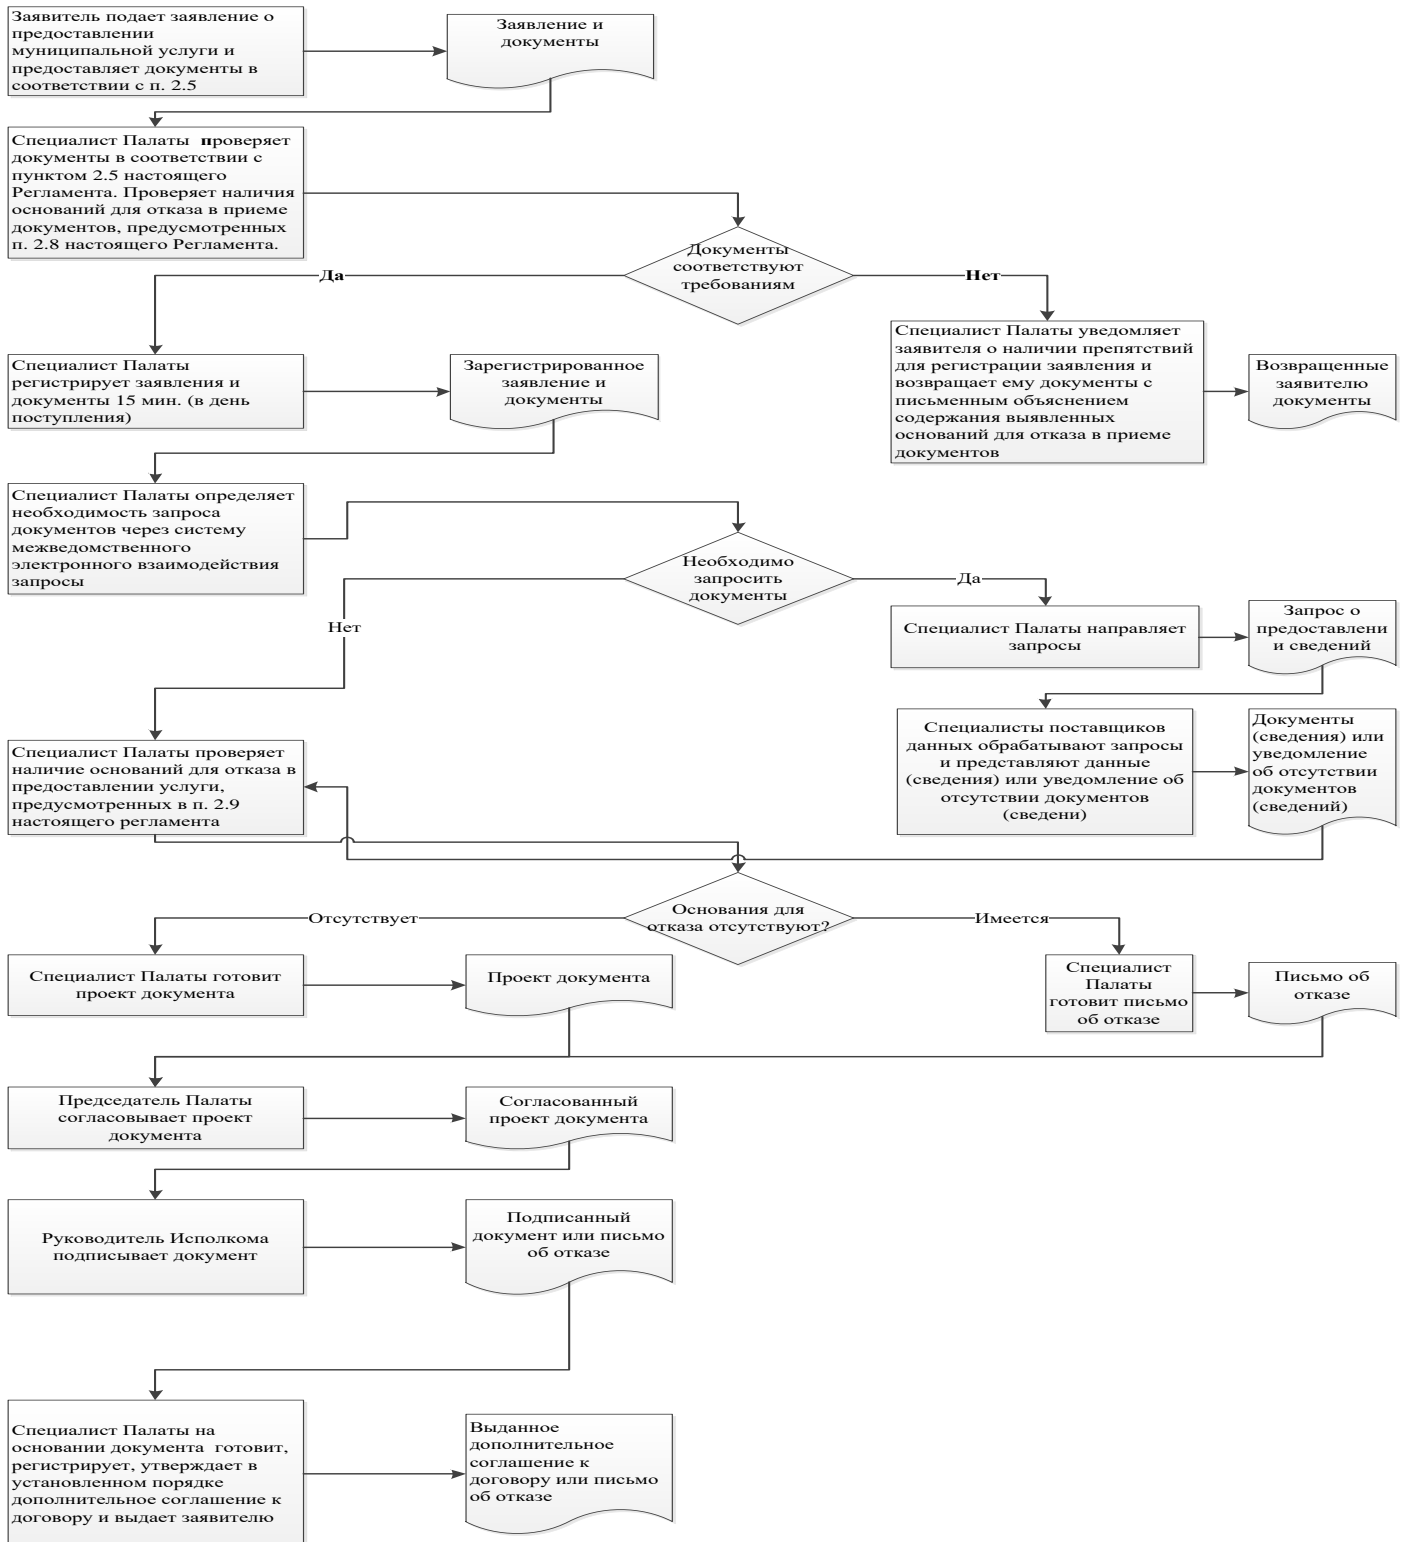 Заявитель подает заявление о
предоставлении
муниципальной услуги и
предоставляет документы в
соответствии с п. 2.5
Заявление и
документы
Специалист Палаты  проверяет
документы в соответствии с
пунктом 2.5 настоящего
Регламента. Проверяет наличия
оснований для отказа в приеме
документов, предусмотренных
п. 2.8 настоящего Регламента.
Документы
соответствуют
требованиям
Да
Нет
Специалист Палаты
регистрирует заявления и
документы 15 мин. (в день
поступления)
Зарегистрированное
заявление и
документы
Специалист Палаты уведомляет
заявителя о наличии препятствий
для регистрации заявления и
возвращает ему документы с
письменным объяснением
содержания выявленных
оснований для отказа в приеме
документов
Возвращенные
заявителю
документы
Специалист Палаты определяет
необходимость запроса
документов через систему
межведомственного
электронного взаимодействия
запросы
Необходимо
запросить
документы
Да
Нет
Специалист Палаты направляет
запросы
Запрос о
предоставлени
и сведений
Специалисты поставщиков
данных обрабатывают запросы
и представляют данные
(сведения) или уведомление об
отсутствии документов
(сведени)
Документы
(сведения) или
уведомление
об отсутствии
документов
(сведений)
Специалист Палаты проверяет
наличие оснований для отказа в
предоставлении услуги,
предусмотренных в п. 2.9
настоящего регламента
Основания для
отказа отсутствуют?
Отсутствует
Имеется
Специалист Палаты готовит
проект документа
Проект документа
Специалист
Палаты
готовит письмо
об отказе
Письмо об
отказе
Председатель Палаты
согласовывает проект
документа
Согласованный
проект документа
Руководитель Исполкома
подписывает документ
Подписанный
документ или письмо
об отказе
Специалист Палаты на
основании документа  готовит,
регистрирует, утверждает в
установленном порядке
дополнительное соглашение к
договору и выдает заявителю
Выданное
дополнительное
соглашение к
договору или письмо
об отказе